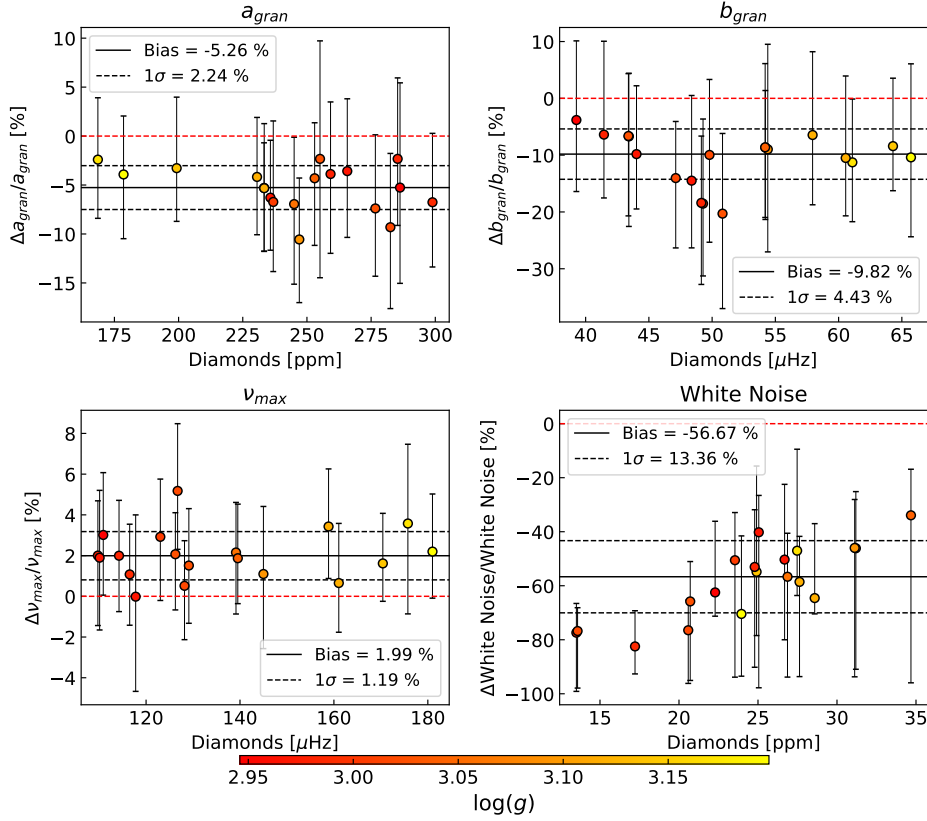 a_gran
b_gran
10
5
0
−5
−10
−15
Δa_gran/a_gran [%]
Bias = -5.26 %
1σ = 2.24 %
175
200
225
250
275
300
Diamonds [ppm]
10
0
−10
−20
−30
Δb_gran/b_gran [%]
Bias = -9.82 %
1σ = 4.43 %
40
45
50
55
60
65
Diamonds [μHz]
ν_max
White Noise
8
6
4
2
0
−2
−4
Δν_max/ν_max [%]
Bias = 1.99 %
1σ = 1.19 %
120
140
160
180
Diamonds [μHz]
0
−20
−40
−60
−80
−100
ΔWhite Noise/White Noise [%]
Bias = -56.67 %
1σ = 13.36 %
15
20
25
30
35
Diamonds [ppm]
2.95
3.00
3.05
3.10
3.15
log(g)